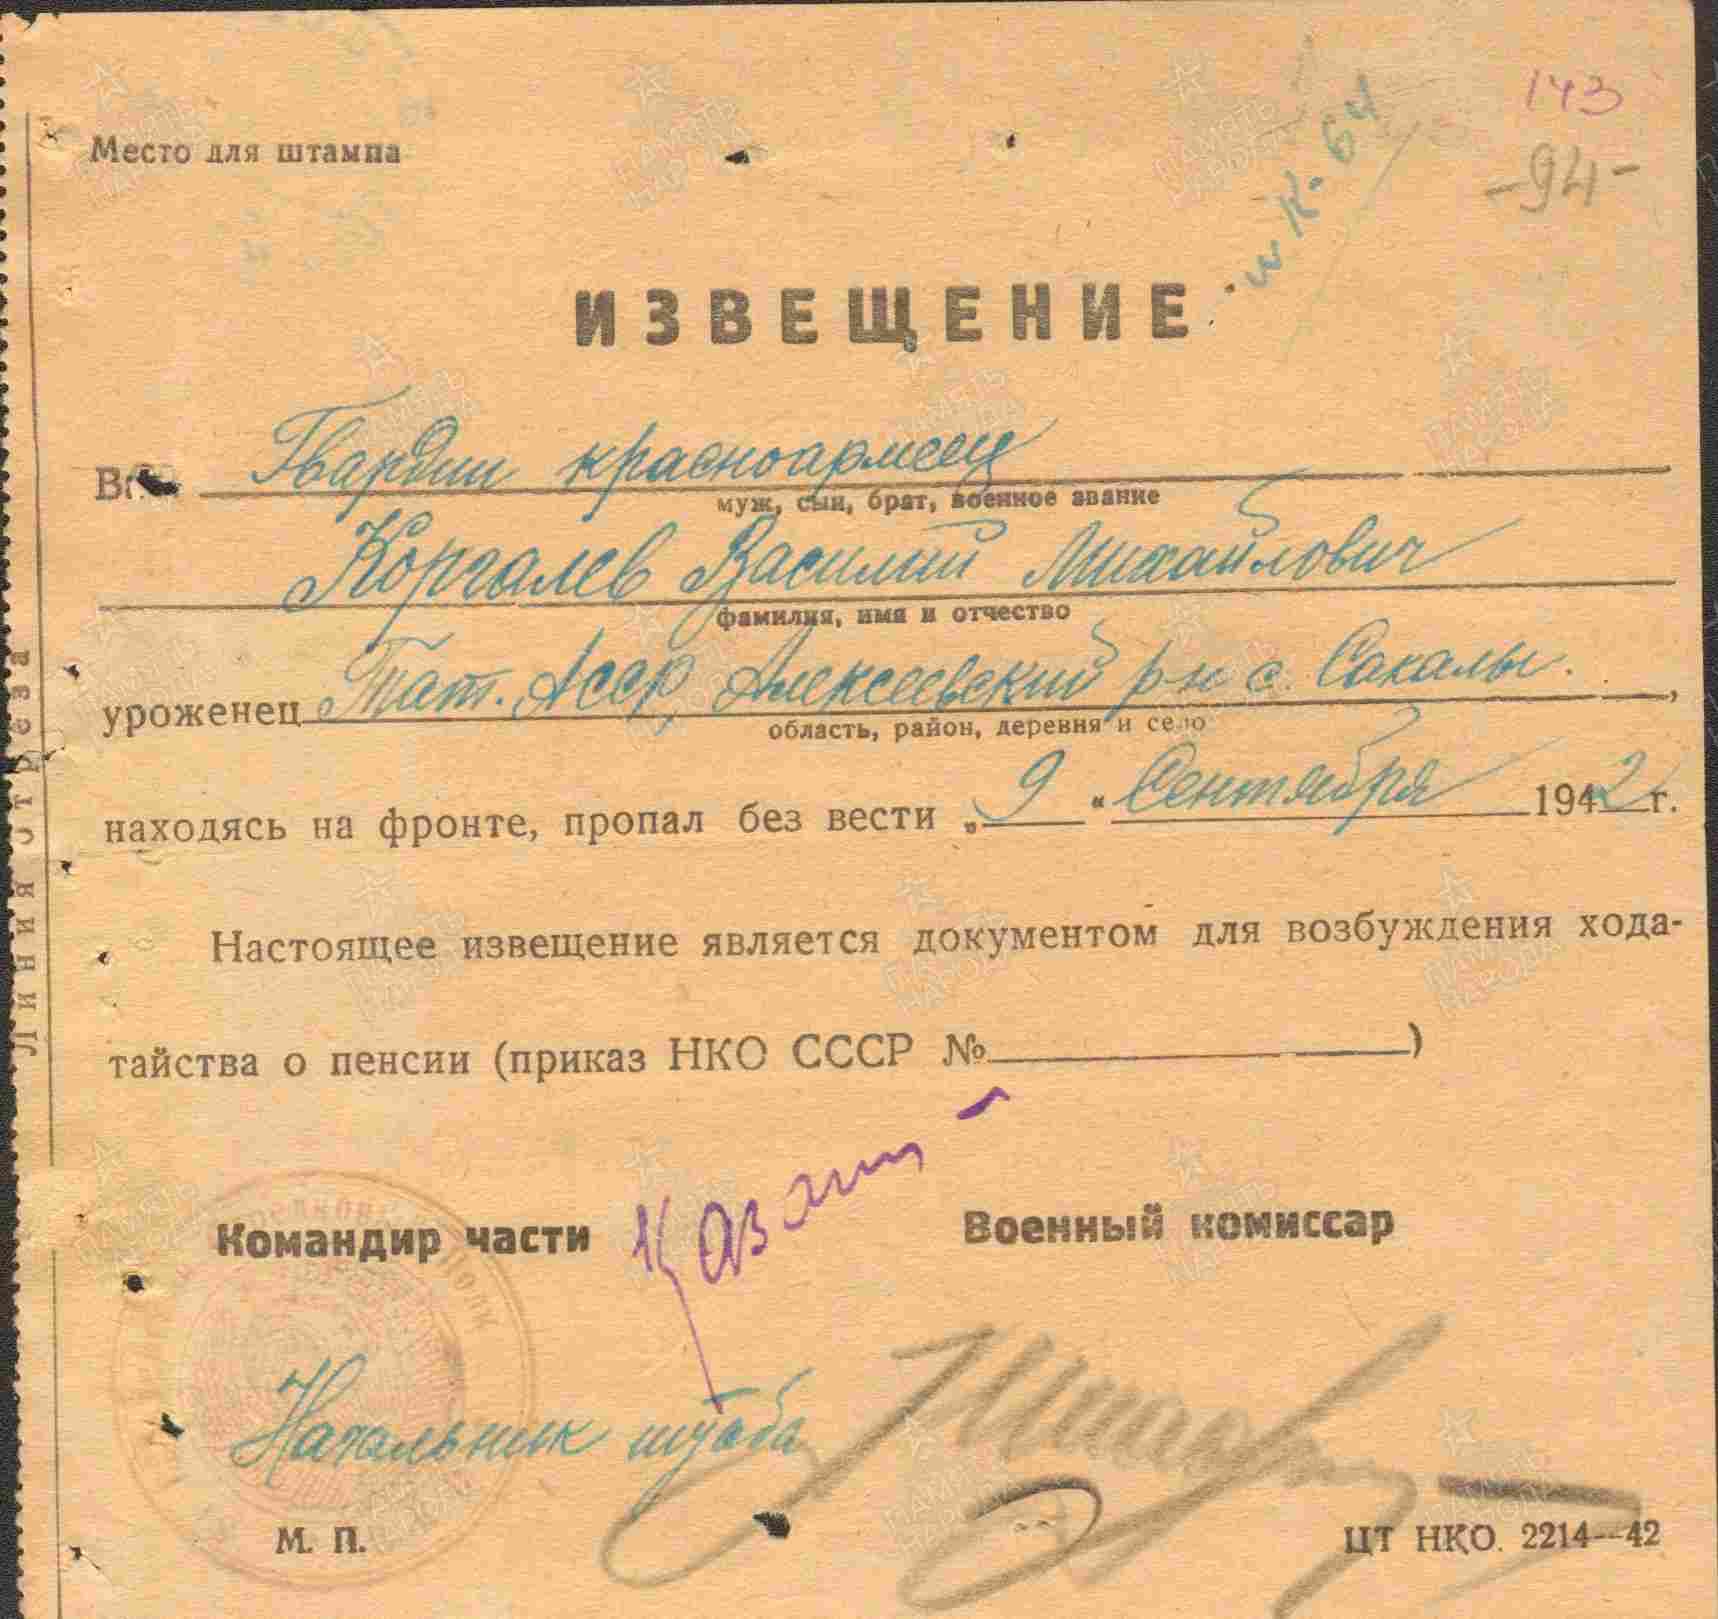 143
Место для штампа
и.К.64
-94-
ИЗВЕЩЕНИЕ
Гвардии красноармеец
муж, сын, брат, военное звание
Коргалев Василий Михайлович
фамилия, имя и отчество
уроженец Тат. Асср, Алексеевский р-н с. Сакалы.
область, район, деревня и село
находясь на фронте, пропал без вести „9“ Сентября 1942 г.
Настоящее извещение является документом для возбуждения хода-
тайства о пенсии (приказ НКО СССР №)
Командир части Военный комиссар
Начальник штаба
М. П. ЦТ НКО. 2214—42
Линия отреза
ПАМЯТЬ НАРОДА